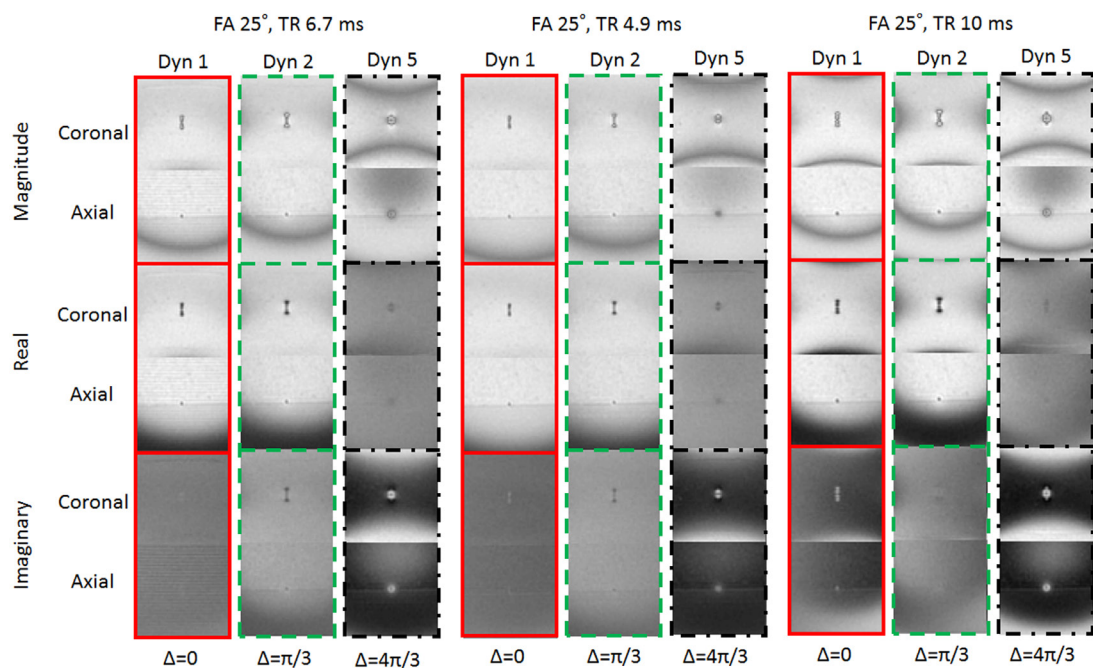 FA 25°, TR 6.7 ms FA 25°, TR 4.9 ms FA 25°, TR 10 ms
Dyn 1 Dyn 2 Dyn 5 Dyn 1 Dyn 2 Dyn 5 Dyn 1 Dyn 2 Dyn 5
Magnitude
Coronal
Axial
Real
Coronal
Axial
Imaginary
Coronal
Axial
Δ=0 Δ=π/3 Δ=4π/3 Δ=0 Δ=π/3 Δ=4π/3 Δ=0 Δ=π/3 Δ=4π/3